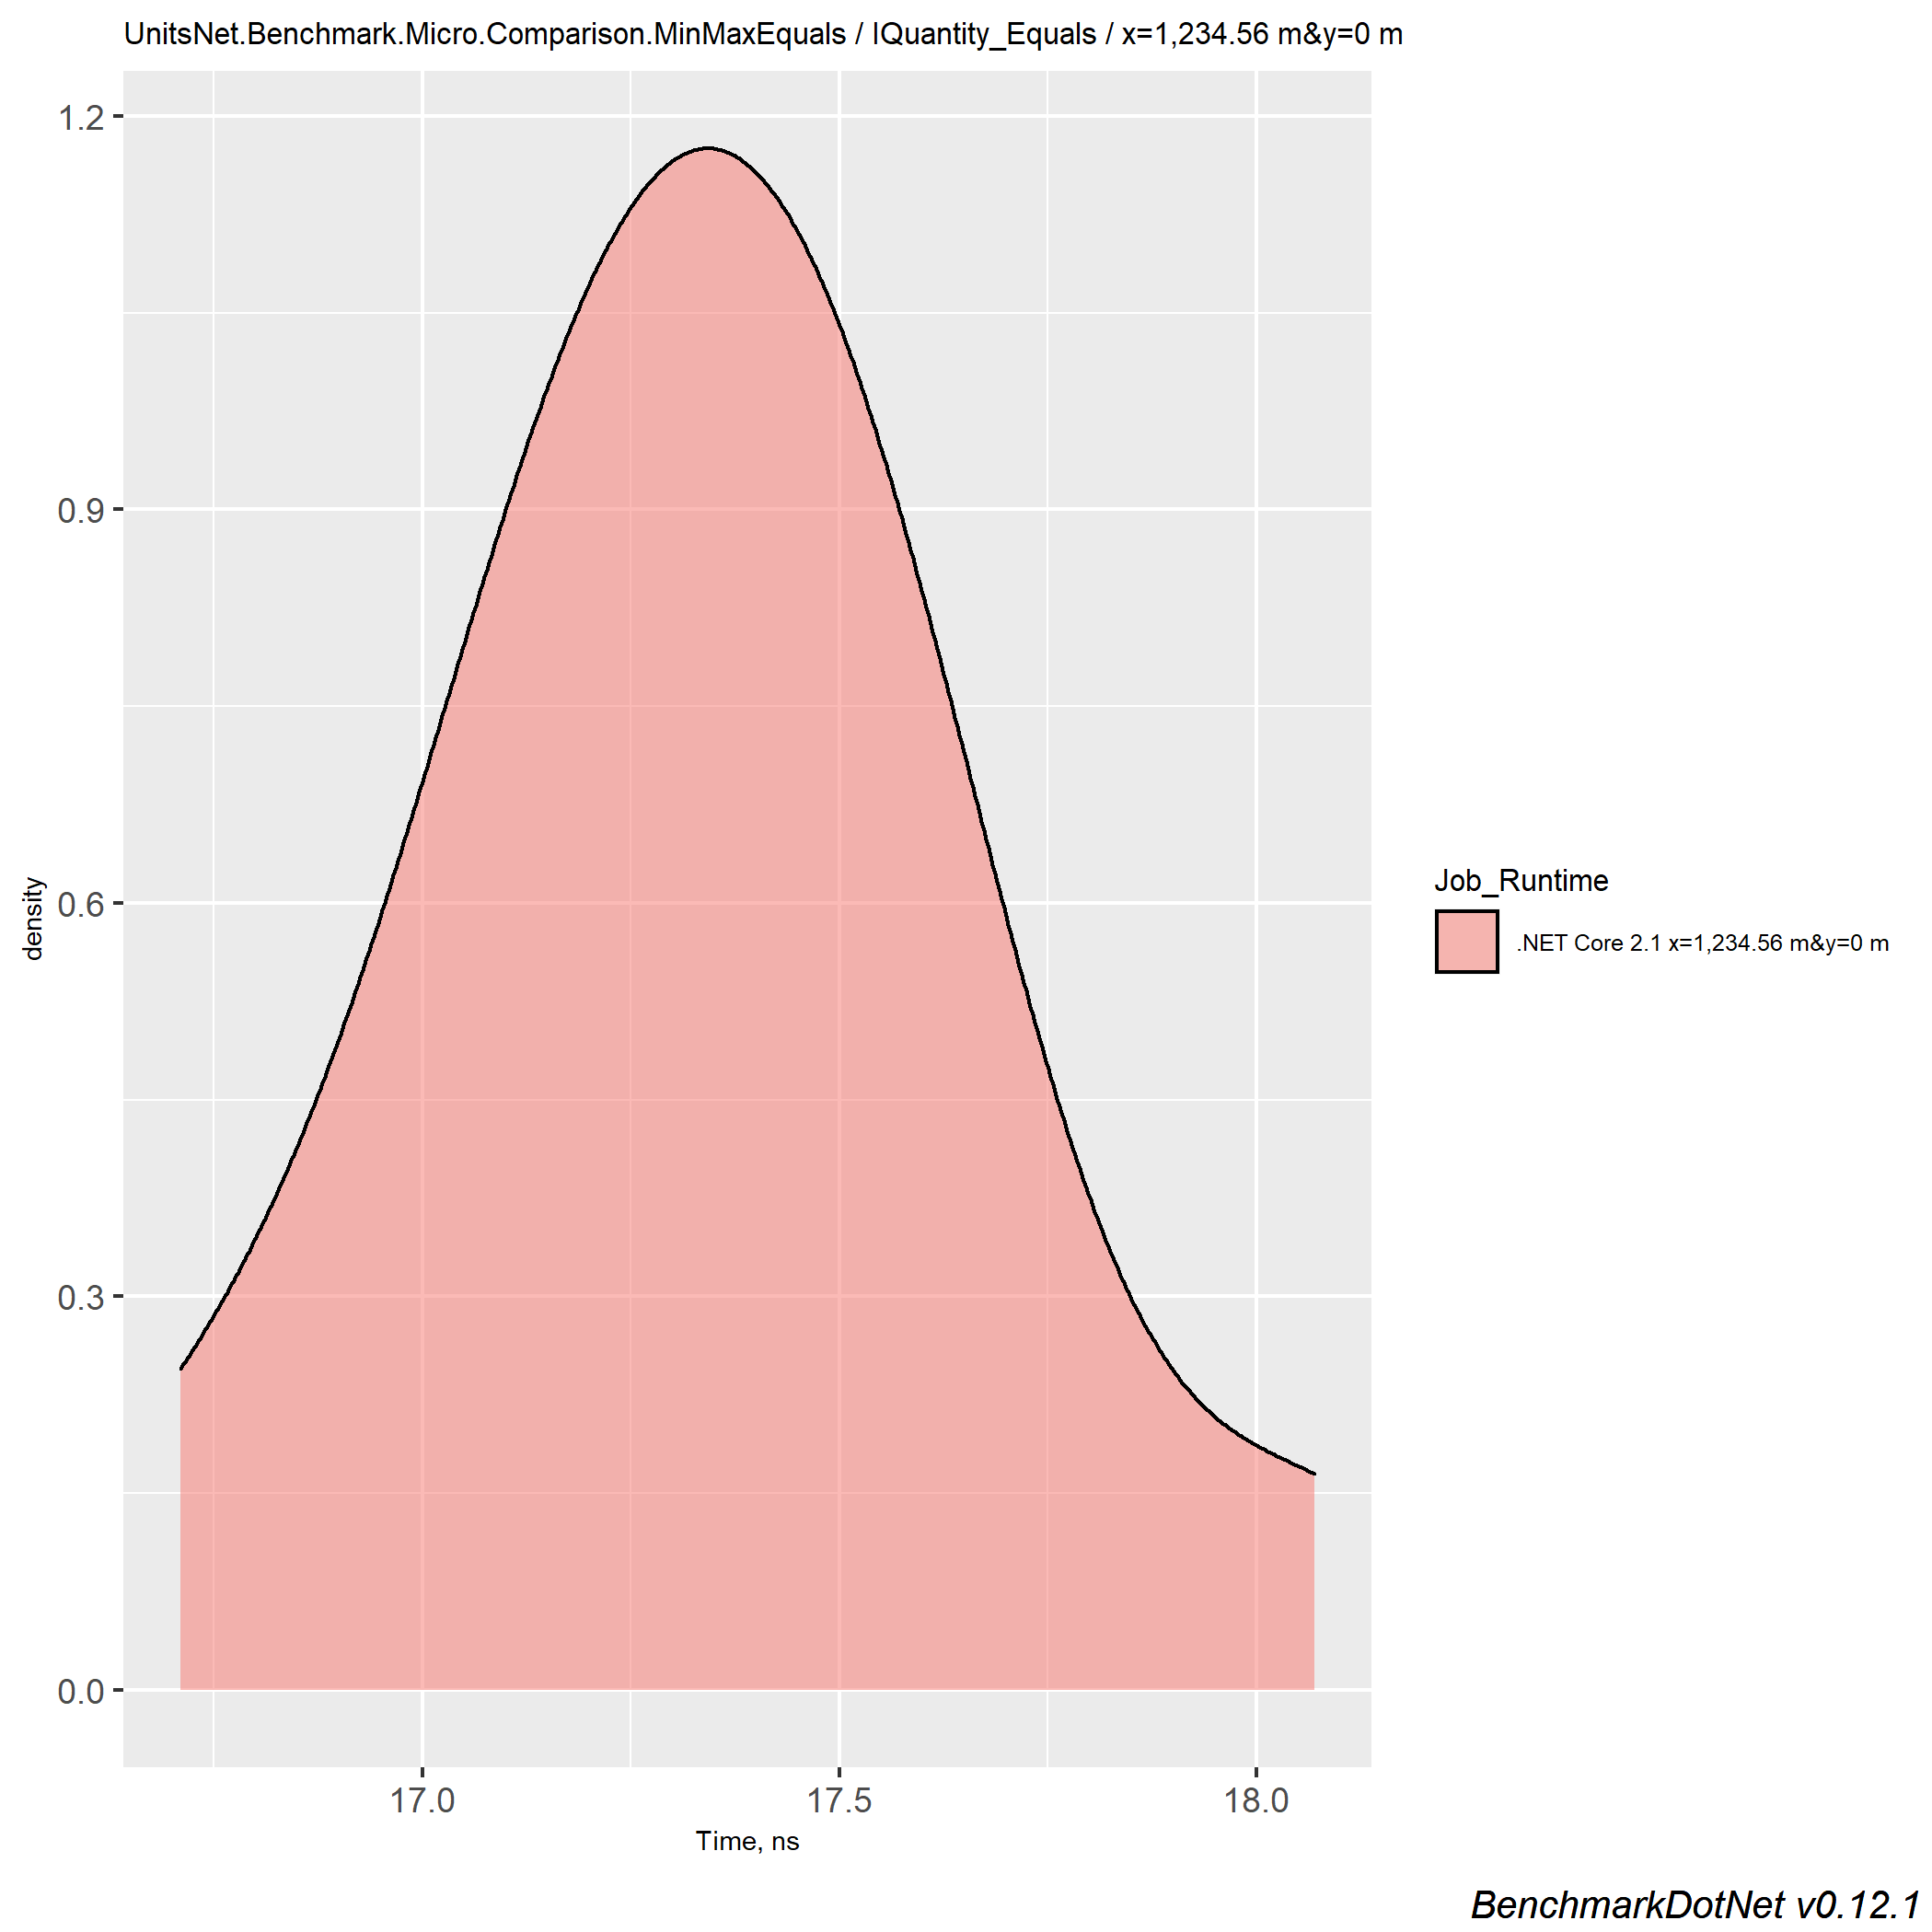 UnitsNet.Benchmark.Micro.Comparison.MinMaxEquals / IQuantity_Equals / x=1,234.56 m&y=0 m
1.2
0.9
0.6
0.3
0.0
density
17.0 17.5 18.0
Time, ns
Job_Runtime
.NET Core 2.1 x=1,234.56 m&y=0 m
BenchmarkDotNet v0.12.1